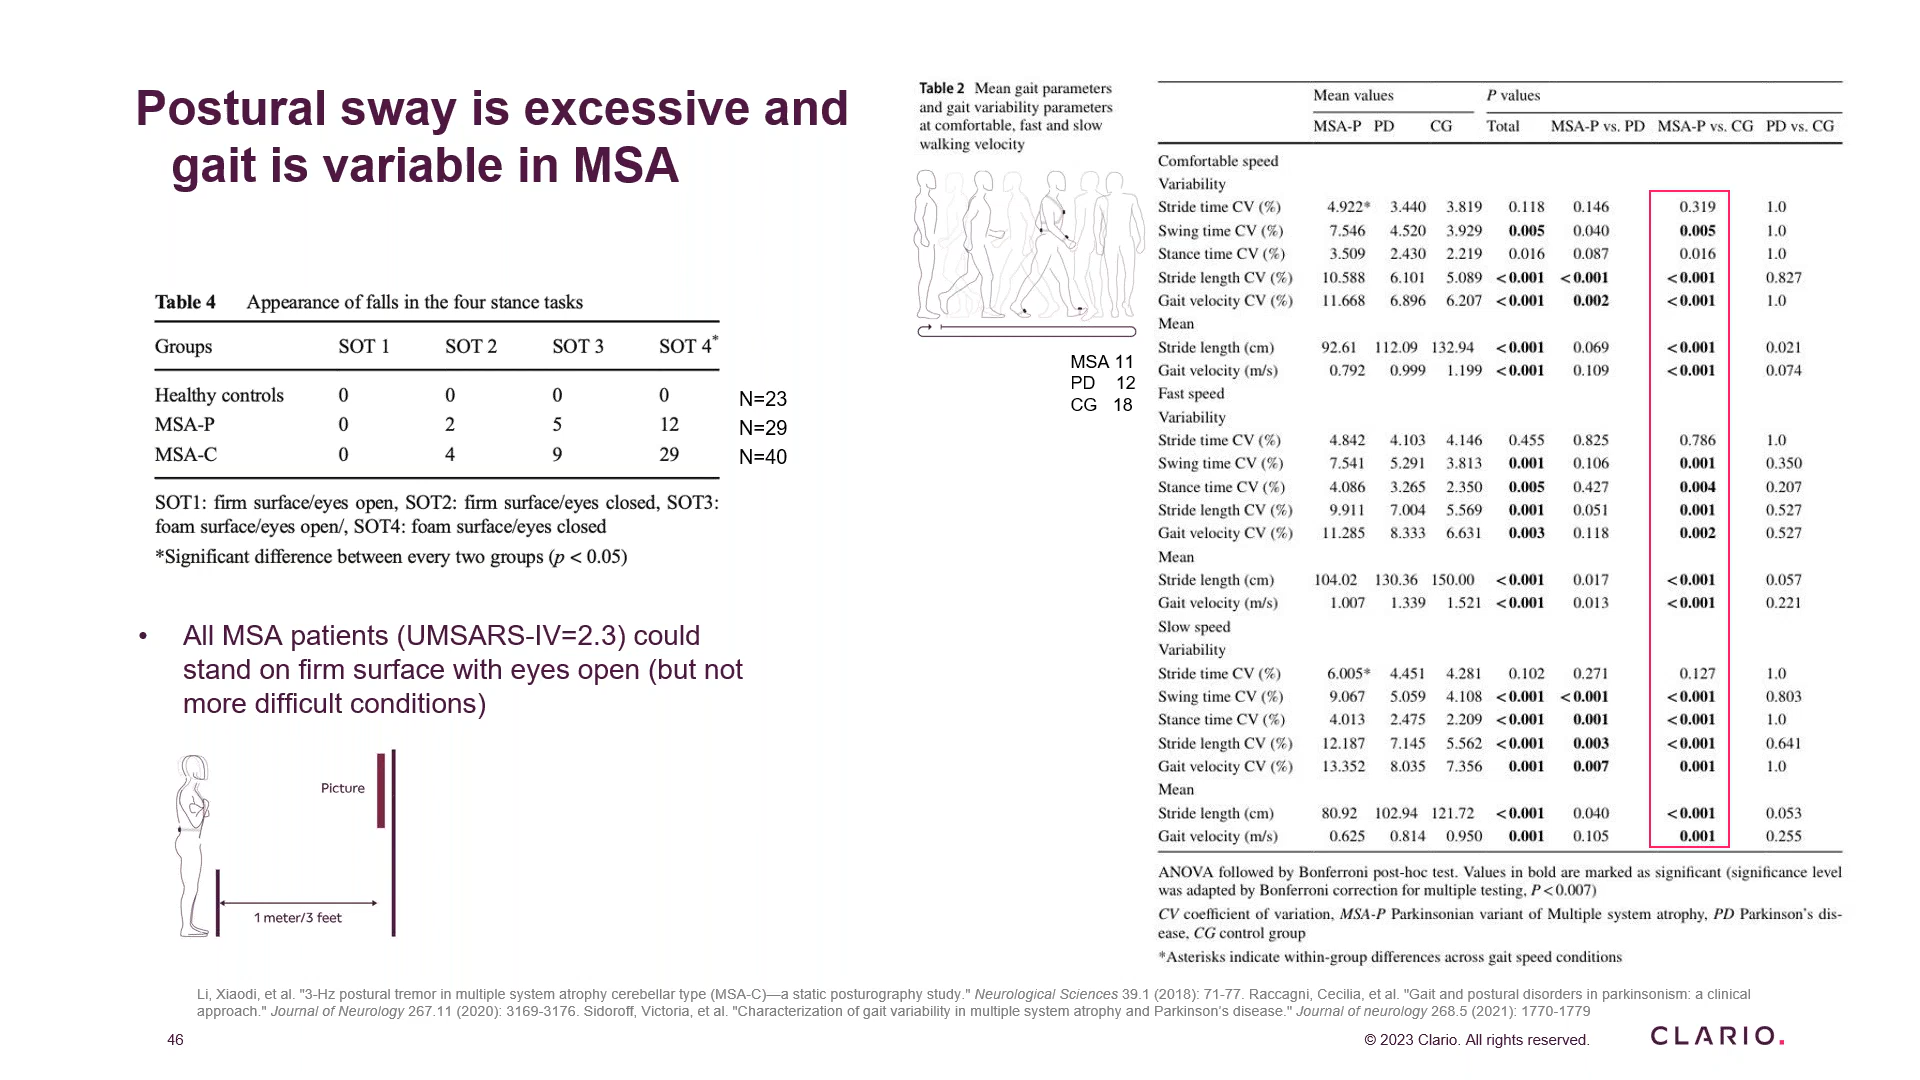 Postural sway is excessive and
gait is variable in MSA
Table 4 Appearance of falls in the four stance tasks
Groups SOT 1 SOT 2 SOT 3 SOT 4*
Healthy controls 0 0 0 0 N=23
MSA-P 0 2 5 12 N=29
MSA-C 0 4 9 29 N=40
SOT1: firm surface/eyes open, SOT2: firm surface/eyes closed, SOT3:
foam surface/eyes open/, SOT4: foam surface/eyes closed
*Significant difference between every two groups (p < 0.05)
• All MSA patients (UMSARS-IV=2.3) could
stand on firm surface with eyes open (but not
more difficult conditions)
Picture
1 meter/3 feet
Table 2 Mean gait parameters
and gait variability parameters
at comfortable, fast and slow
walking velocity
MSA 11
PD 12
CG 18
Mean values P values
MSA-P PD CG Total MSA-P vs. PD MSA-P vs. CG PD vs. CG
Comfortable speed
Variability
Stride time CV (%) 4.922* 3.440 3.819 0.118 0.146 0.319 1.0
Swing time CV (%) 7.546 4.520 3.929 0.005 0.040 0.005 1.0
Stance time CV (%) 3.509 2.430 2.219 0.016 0.087 0.016 1.0
Stride length CV (%) 10.588 6.101 5.089 <0.001 <0.001 <0.001 0.827
Gait velocity CV (%) 11.668 6.896 6.207 <0.001 0.002 <0.001 1.0
Mean
Stride length (cm) 92.61 112.09 132.94 <0.001 0.069 <0.001 0.021
Gait velocity (m/s) 0.792 0.999 1.199 <0.001 0.109 <0.001 0.074
Fast speed
Variability
Stride time CV (%) 4.842 4.103 4.146 0.455 0.825 0.786 1.0
Swing time CV (%) 7.541 5.291 3.813 0.001 0.106 0.001 0.350
Stance time CV (%) 4.086 3.265 2.350 0.005 0.427 0.004 0.207
Stride length CV (%) 9.911 7.004 5.569 0.001 0.051 0.001 0.527
Gait velocity CV (%) 11.285 8.333 6.631 0.003 0.118 0.002 0.527
Mean
Stride length (cm) 104.02 130.36 150.00 <0.001 0.017 <0.001 0.057
Gait velocity (m/s) 1.007 1.339 1.521 <0.001 0.013 <0.001 0.221
Slow speed
Variability
Stride time CV (%) 6.005* 4.451 4.281 0.102 0.271 0.127 1.0
Swing time CV (%) 9.067 5.059 4.108 <0.001 <0.001 <0.001 0.803
Stance time CV (%) 4.013 2.475 2.209 <0.001 0.001 <0.001 1.0
Stride length CV (%) 12.187 7.145 5.562 <0.001 0.003 <0.001 0.641
Gait velocity CV (%) 13.352 8.035 7.356 0.001 0.007 0.001 1.0
Mean
Stride length (cm) 80.92 102.94 121.72 <0.001 0.040 <0.001 0.053
Gait velocity (m/s) 0.625 0.814 0.950 0.001 0.105 0.001 0.255
ANOVA followed by Bonferroni post-hoc test. Values in bold are marked as significant (significance level
was adapted by Bonferroni correction for multiple testing, P<0.007)
CV coefficient of variation, MSA-P Parkinsonian variant of Multiple system atrophy, PD Parkinson's dis-
ease, CG control group
*Asterisks indicate within-group differences across gait speed conditions
Li, Xiaodi, et al. "3-Hz postural tremor in multiple system atrophy cerebellar type (MSA-C)—a static posturography study." Neurological Sciences 39.1 (2018): 71-77. Raccagni, Cecilia, et al. "Gait and postural disorders in parkinsonism: a clinical
approach." Journal of Neurology 267.11 (2020): 3169-3176. Sidoroff, Victoria, et al. "Characterization of gait variability in multiple system atrophy and Parkinson's disease." Journal of neurology 268.5 (2021): 1770-1779
46
© 2023 Clario. All rights reserved.
CLARIO.